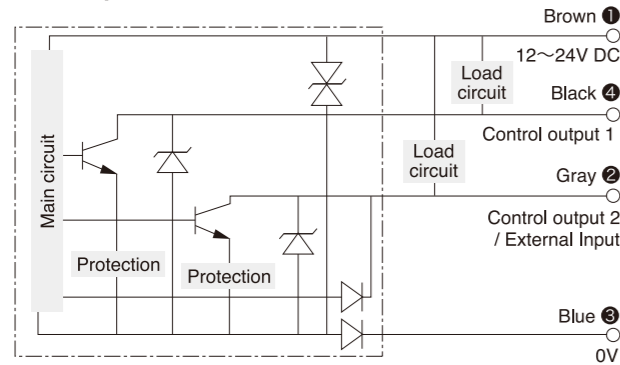 Brown ❶
12～24V DC
Load
circuit
Black ❹
Control output 1
Load
circuit
Gray ❷
Control output 2
/ External Input
Main circuit
Protection
Protection
Blue ❸
0V